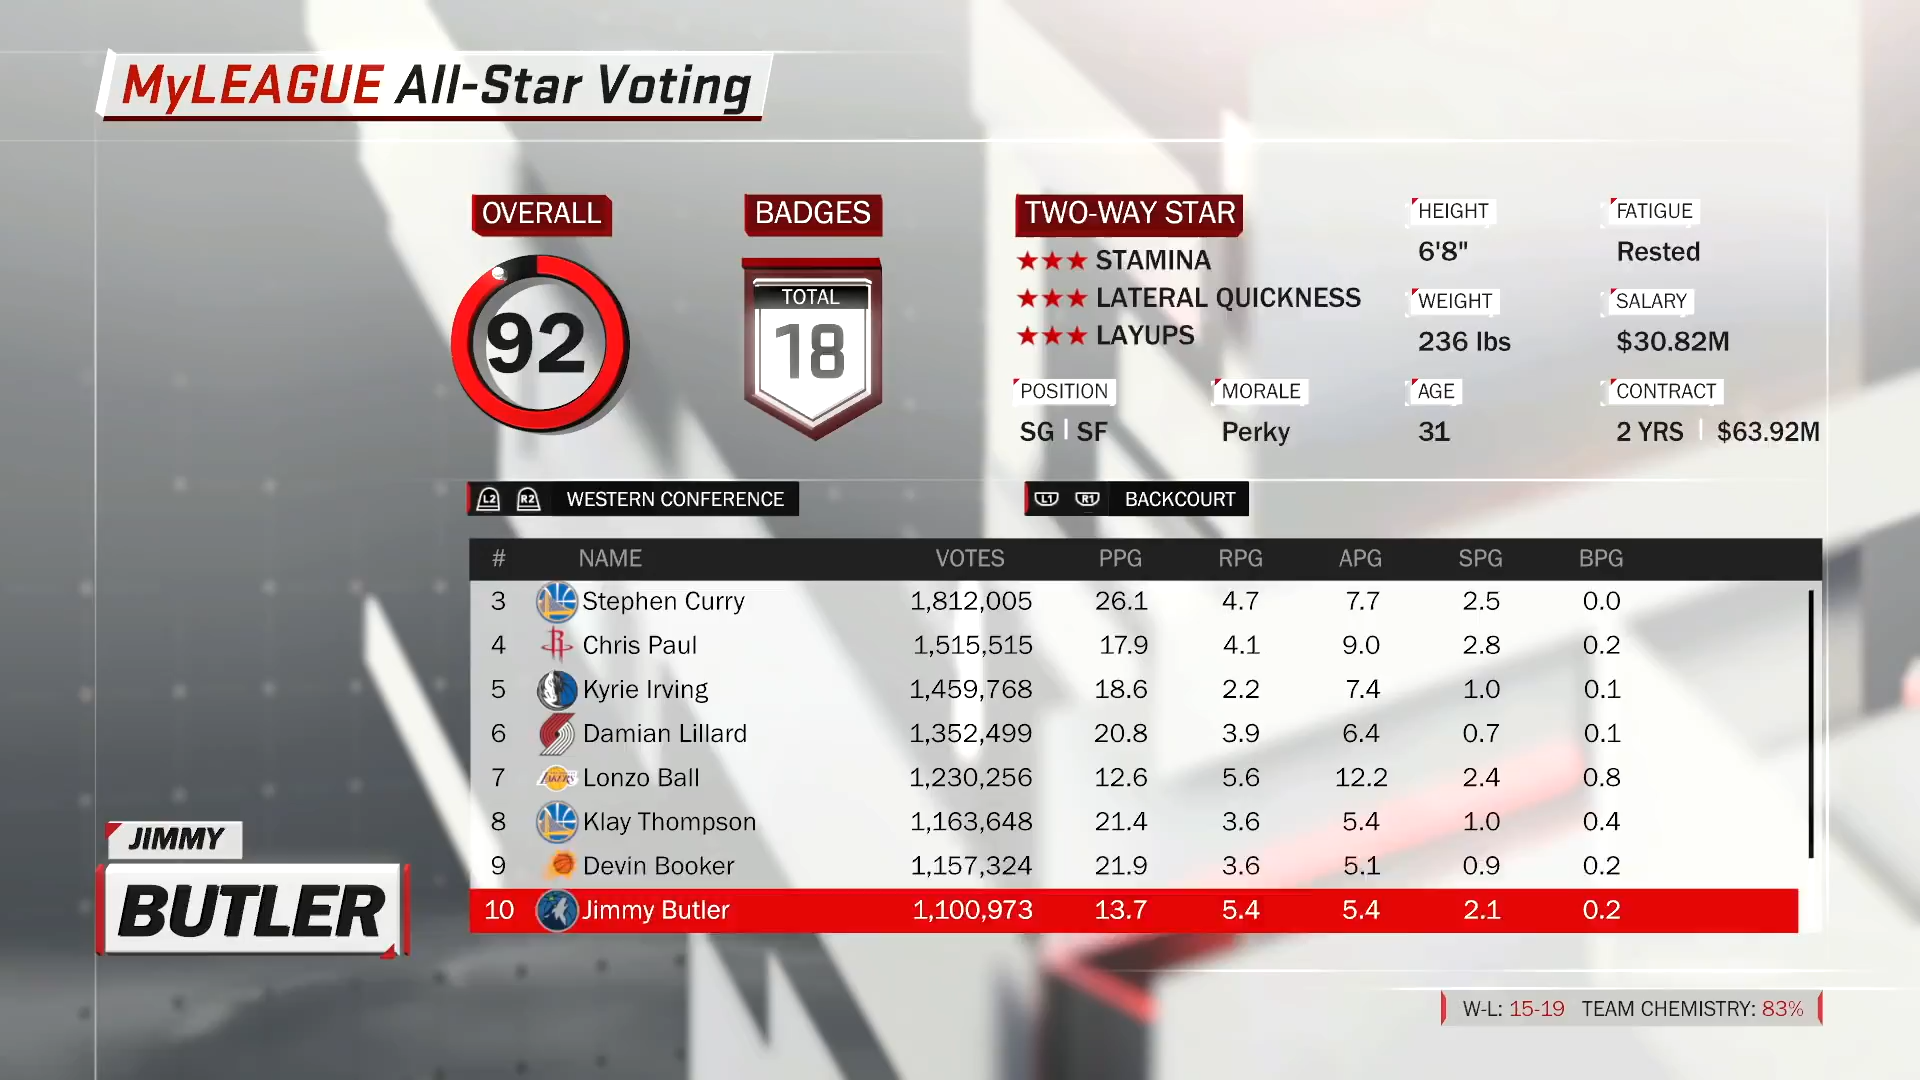 MyLEAGUE All-Star Voting
OVERALL
92
BADGES
TOTAL
18
TWO-WAY STAR
★★★ STAMINA
★★★ LATERAL QUICKNESS
★★★ LAYUPS
HEIGHT
6'8"
FATIGUE
Rested
WEIGHT
236 lbs
SALARY
$30.82M
POSITION
SG | SF
MORALE
Perky
AGE
31
CONTRACT
2 YRS | $63.92M
L2 R2 WESTERN CONFERENCE
L1 R1 BACKCOURT
# NAME VOTES PPG RPG APG SPG BPG
3 Stephen Curry 1,812,005 26.1 4.7 7.7 2.5 0.0
4 Chris Paul 1,515,515 17.9 4.1 9.0 2.8 0.2
5 Kyrie Irving 1,459,768 18.6 2.2 7.4 1.0 0.1
6 Damian Lillard 1,352,499 20.8 3.9 6.4 0.7 0.1
7 LAKERS Lonzo Ball 1,230,256 12.6 5.6 12.2 2.4 0.8
8 Klay Thompson 1,163,648 21.4 3.6 5.4 1.0 0.4
9 Devin Booker 1,157,324 21.9 3.6 5.1 0.9 0.2
10 Jimmy Butler 1,100,973 13.7 5.4 5.4 2.1 0.2
JIMMY
BUTLER
W-L: 15-19 TEAM CHEMISTRY: 83%